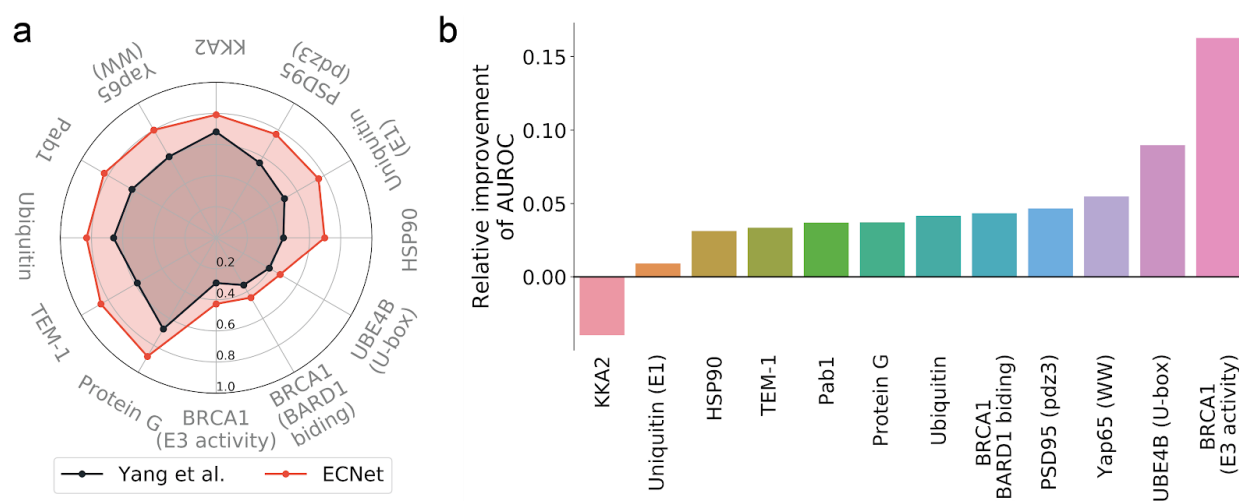 a
KKA2
PSD95
(pdz3)
Uniquitin
(E1)
HSP90
UBE4B
(U-box)
BRCA1
(BARD1
biding)
BRCA1
(E3 activity)
Protein G
TEM-1
Ubiquitin
Pab1
Yap65
(WW)
0.2
0.4
0.6
0.8
1.0
Yang et al.
ECNet
b
Relative improvement
of AUROC
0.15
0.10
0.05
0.00
KKA2
Uniquitin (E1)
HSP90
TEM-1
Pab1
Protein G
Ubiquitin
BRCA1
BARD1 biding)
PSD95 (pdz3)
Yap65 (WW)
UBE4B (U-box)
BRCA1
(E3 activity)